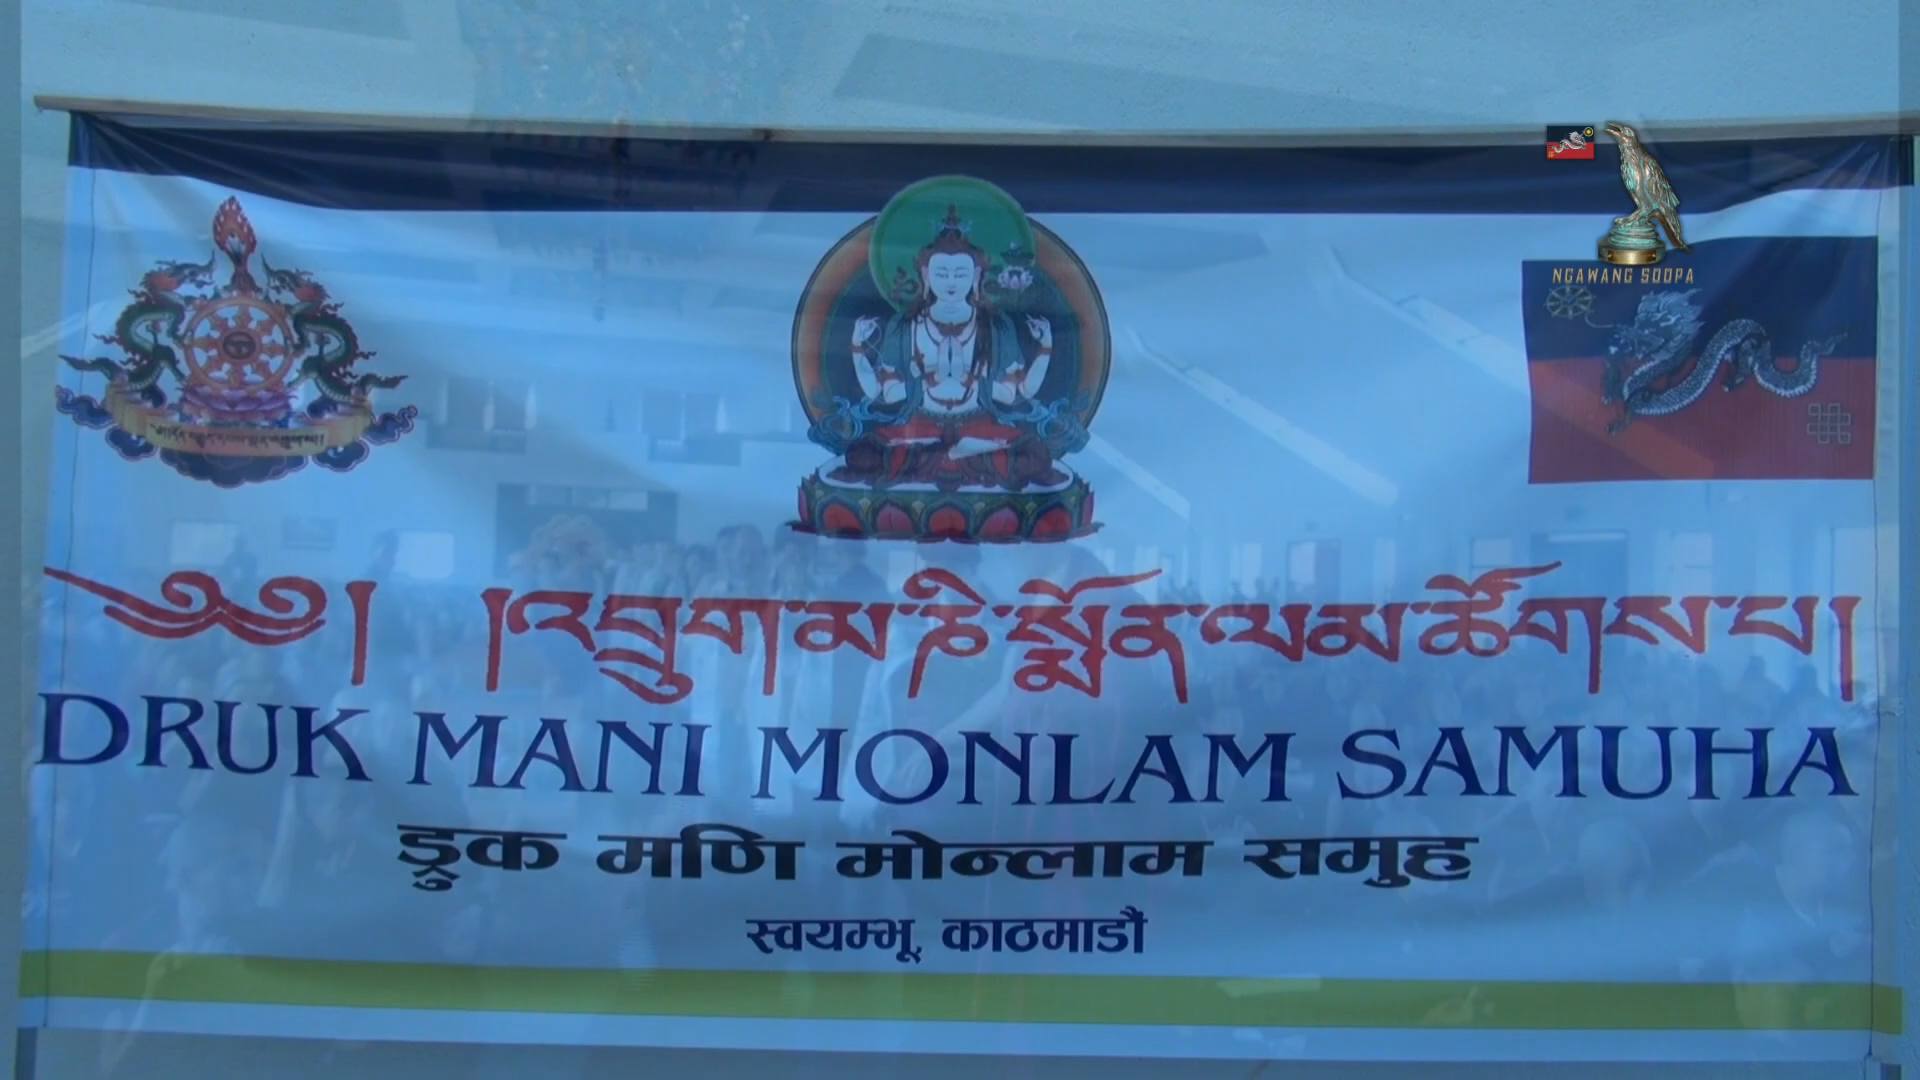 NGAWANG SOOPA
༄༅། །འབྲུག་མ་ཎི་སྨོན་ལམ་ཚོགས་པ།
DRUK MANI MONLAM SAMUHA
ड्रुक मणि मोन्लाम समुह
स्वयम्भू, काठमाडौं